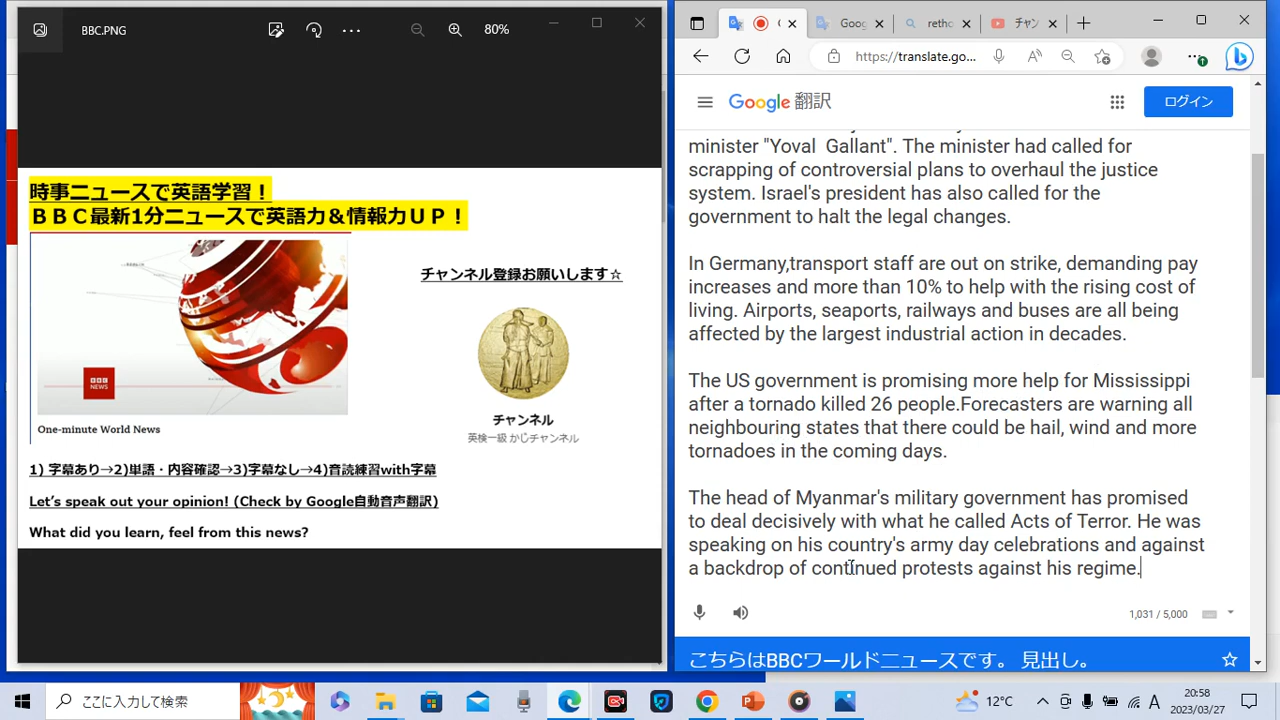 BBC.PNG
80%
時事ニュースで英語学習！
ＢＢＣ最新1分ニュースで英語力＆情報力ＵＰ！
チャンネル登録お願いします☆
BBC
NEWS
One-minute World News
チャンネル
英検一級 かじチャンネル
1) 字幕あり→2)単語・内容確認→3)字幕なし→4)音読練習with字幕
Let's speak out your opinion! (Check by Google自動音声翻訳)
What did you learn, feel from this news?
Goog
retho
チャン
https://translate.go...
Google 翻訳
ログイン
minister "Yoval  Gallant". The minister had called for
scrapping of controversial plans to overhaul the justice
system. Israel's president has also called for the
government to halt the legal changes.
In Germany,transport staff are out on strike, demanding pay
increases and more than 10% to help with the rising cost of
living. Airports, seaports, railways and buses are all being
affected by the largest industrial action in decades.
The US government is promising more help for Mississippi
after a tornado killed 26 people.Forecasters are warning all
neighbouring states that there could be hail, wind and more
tornadoes in the coming days.
The head of Myanmar's military government has promised
to deal decisively with what he called Acts of Terror. He was
speaking on his country's army day celebrations and against
a backdrop of continued protests against his regime.
1,031 / 5,000
こちらはBBCワールドニュースです。 見出し。
ここに入力して検索
12°C
A
20:58
2023/03/27